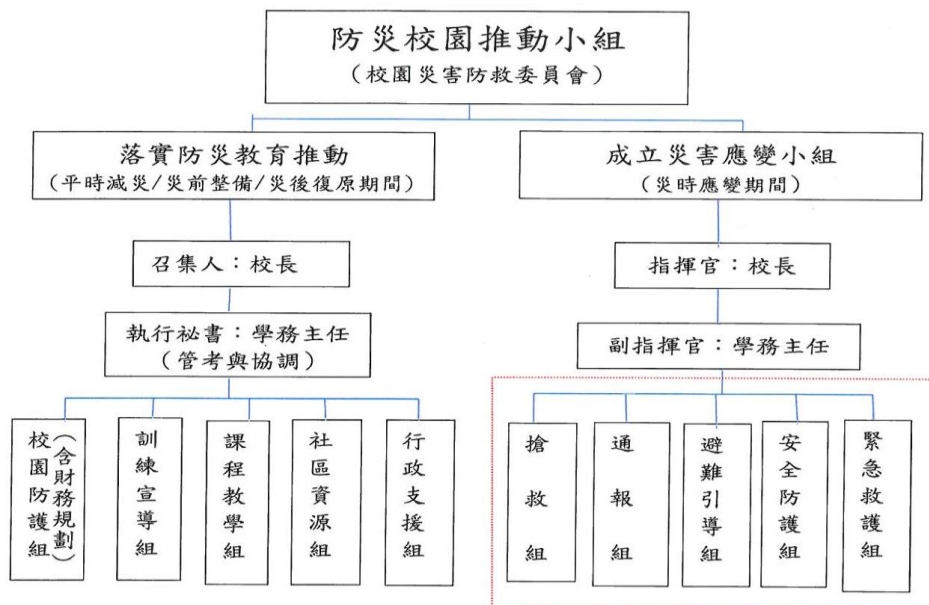 防災校園推動小組
(校園災害防救委員會)
落實防災教育推動
(平時減災/災前整備/災後復原期間)
成立災害應變小組
(災時應變期間)
召集人：校長
指揮官：校長
執行祕書：學務主任
(管考與協調)
副指揮官：學務主任
校園防護組
(含財務規劃)
訓練宣導組
課程教學組
社區資源組
行政支援組
搶救組
通報組
避難引導組
安全防護組
緊急救護組